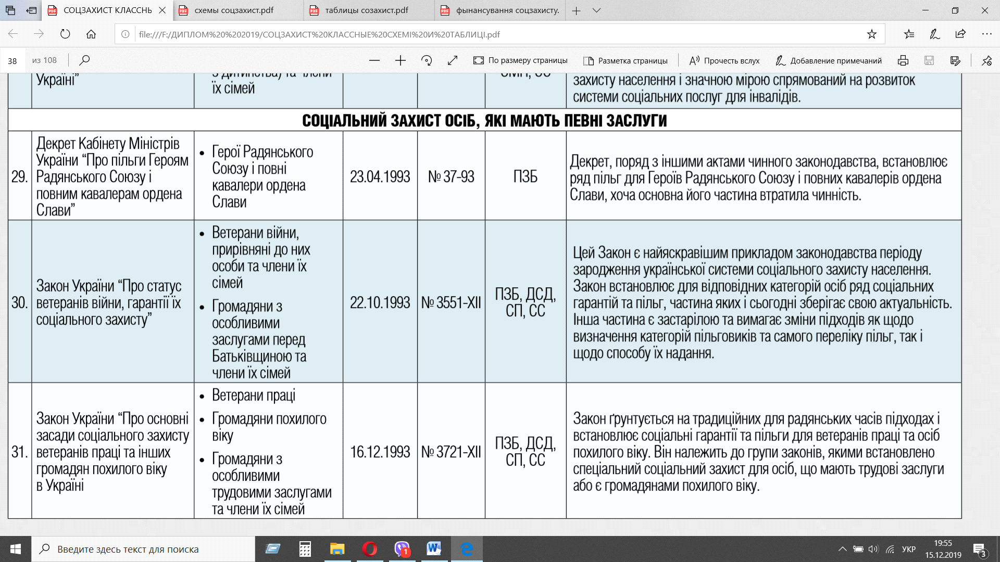 СОЦЗАХИСТ КЛАССНЬ
схемы соцзахист.pdf
таблицы созахист.pdf
фынансування соцзахисту.
file:///F:/ДИПЛОМ%20%202019/СОЦЗАХИСТ%20КЛАССНЫЕ%20СХЕМІ%20И%20ТАБЛИЦІ.pdf
38 из 108
По размеру страницы
Разметка страницы
Прочесть вслух
Добавление примечаний
Україні”
їх сімей
захисту населення і значною мірою спрямований на розвиток
системи соціальних послуг для інвалідів.
СОЦІАЛЬНИЙ ЗАХИСТ ОСІБ, ЯКІ МАЮТЬ ПЕВНІ ЗАСЛУГИ
29.
Декрет Кабінету Міністрів
України “Про пільги Героям
Радянського Союзу і
повним кавалерам ордена
Слави”
• Герої Радянського
Союзу і повні
кавалери ордена
Слави
23.04.1993
№ 37-93
ПЗБ
Декрет, поряд з іншими актами чинного законодавства, встановлює
ряд пільг для Героїв Радянського Союзу і повних кавалерів ордена
Слави, хоча основна його частина втратила чинність.
30.
Закон України “Про статус
ветеранів війни, гарантії їх
соціального захисту”
• Ветерани війни,
прирівняні до них
особи та члени їх
сімей
• Громадяни з
особливими
заслугами перед
Батьківщиною та
члени їх сімей
22.10.1993
№ 3551-XII
ПЗБ, ДСД,
СП, СС
Цей Закон є найяскравішим прикладом законодавства періоду
зародження української системи соціального захисту населення.
Закон встановлює для відповідних категорій осіб ряд соціальних
гарантій та пільг, частина яких і сьогодні зберігає свою актуальність.
Інша частина є застарілою та вимагає зміни підходів як щодо
визначення категорій пільговиків та самого переліку пільг, так і
щодо способу їх надання.
31.
Закон України “Про основні
засади соціального захисту
ветеранів праці та інших
громадян похилого віку
в Україні
• Ветерани праці
• Громадяни похилого
віку
• Громадяни з
особливими
трудовими заслугами
та члени їх сімей
16.12.1993
№ 3721-XII
ПЗБ, ДСД,
СП, СС
Закон ґрунтується на традиційних для радянських часів підходах і
встановлює соціальні гарантії та пільги для ветеранів праці та осіб
похилого віку. Він належить до групи законів, якими встановлено
спеціальний соціальний захист для осіб, що мають трудові заслуги
або є громадянами похилого віку.
Введите здесь текст для поиска
1
УКР
19:55
15.12.2019
3